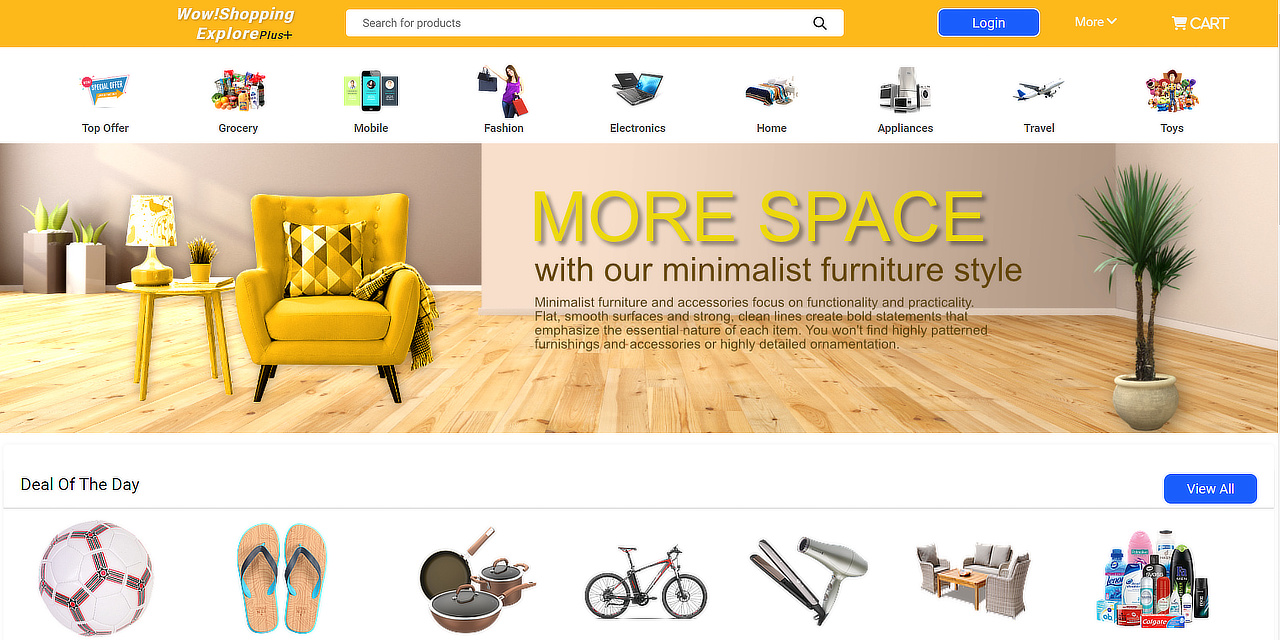 Wow!Shopping
ExplorePlus+
Search for products
Login
More
CART
SPECIAL OFFER
Top Offer
Grocery
Mobile
Fashion
Electronics
Home
Appliances
Travel
Toys
MORE SPACE
with our minimalist furniture style
Minimalist furniture and accessories focus on functionality and practicality.
Flat, smooth surfaces and strong, clean lines create bold statements that
emphasize the essential nature of each item. You won't find highly patterned
furnishings and accessories or highly detailed ornamentation.
Deal Of The Day
View All
Colgate